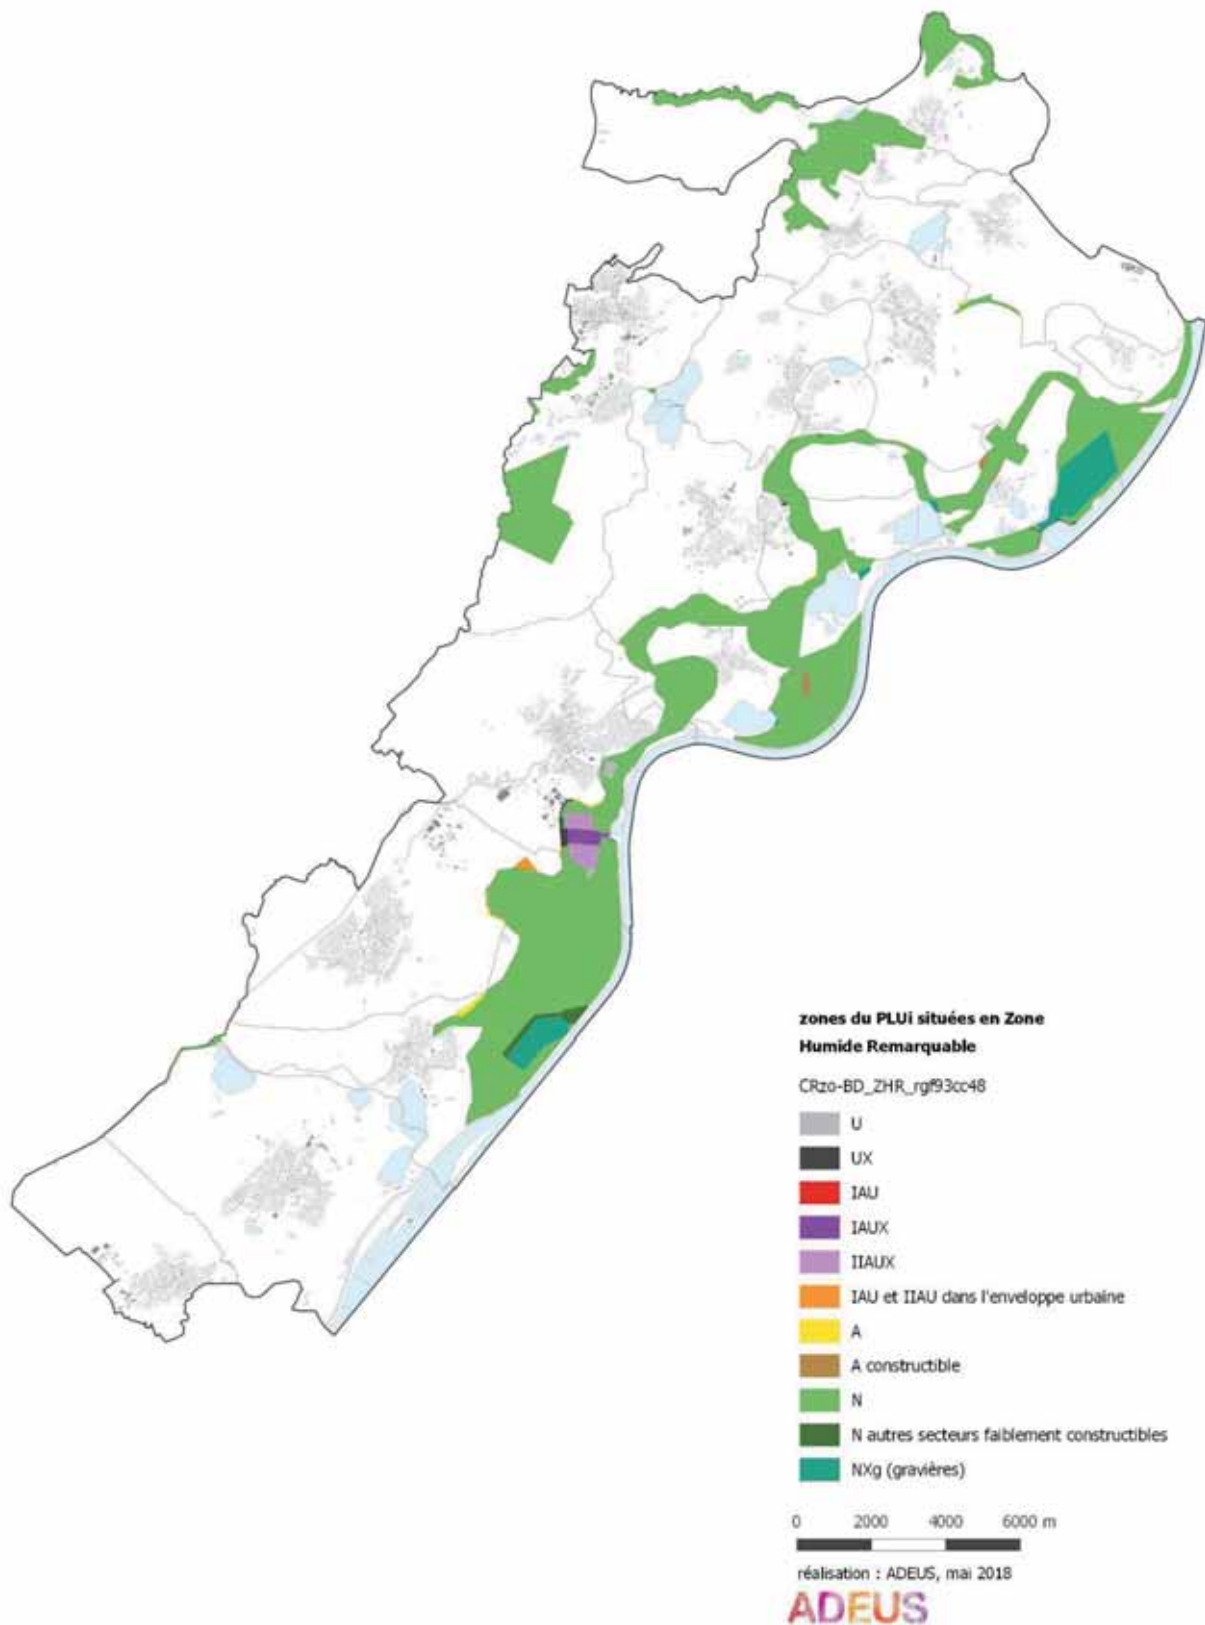 zones du PLUi situées en Zone
Humide Remarquable
CRzo-BD_ZHR_rgf93cc48
U
UX
IAU
IAUX
IIAUX
IAU et IIAU dans l'enveloppe urbaine
A
A constructible
N
N autres secteurs faiblement constructibles
NXg (gravières)
0 2000 4000 6000 m
réalisation : ADEUS, mai 2018
ADEUS